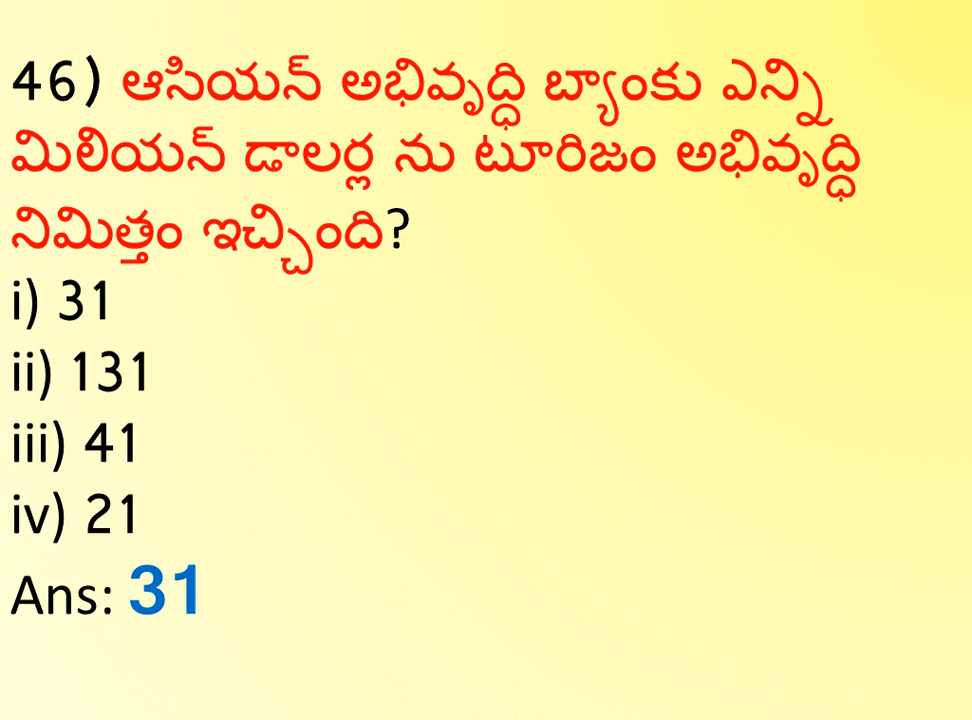 46) ఆసియన్ అభివృద్ధి బ్యాంకు ఎన్ని
మిలియన్ డాలర్ల ను టూరిజం అభివృద్ధి
నిమిత్తం ఇచ్చింది?
i) 31
ii) 131
iii) 41
iv) 21
Ans: 31